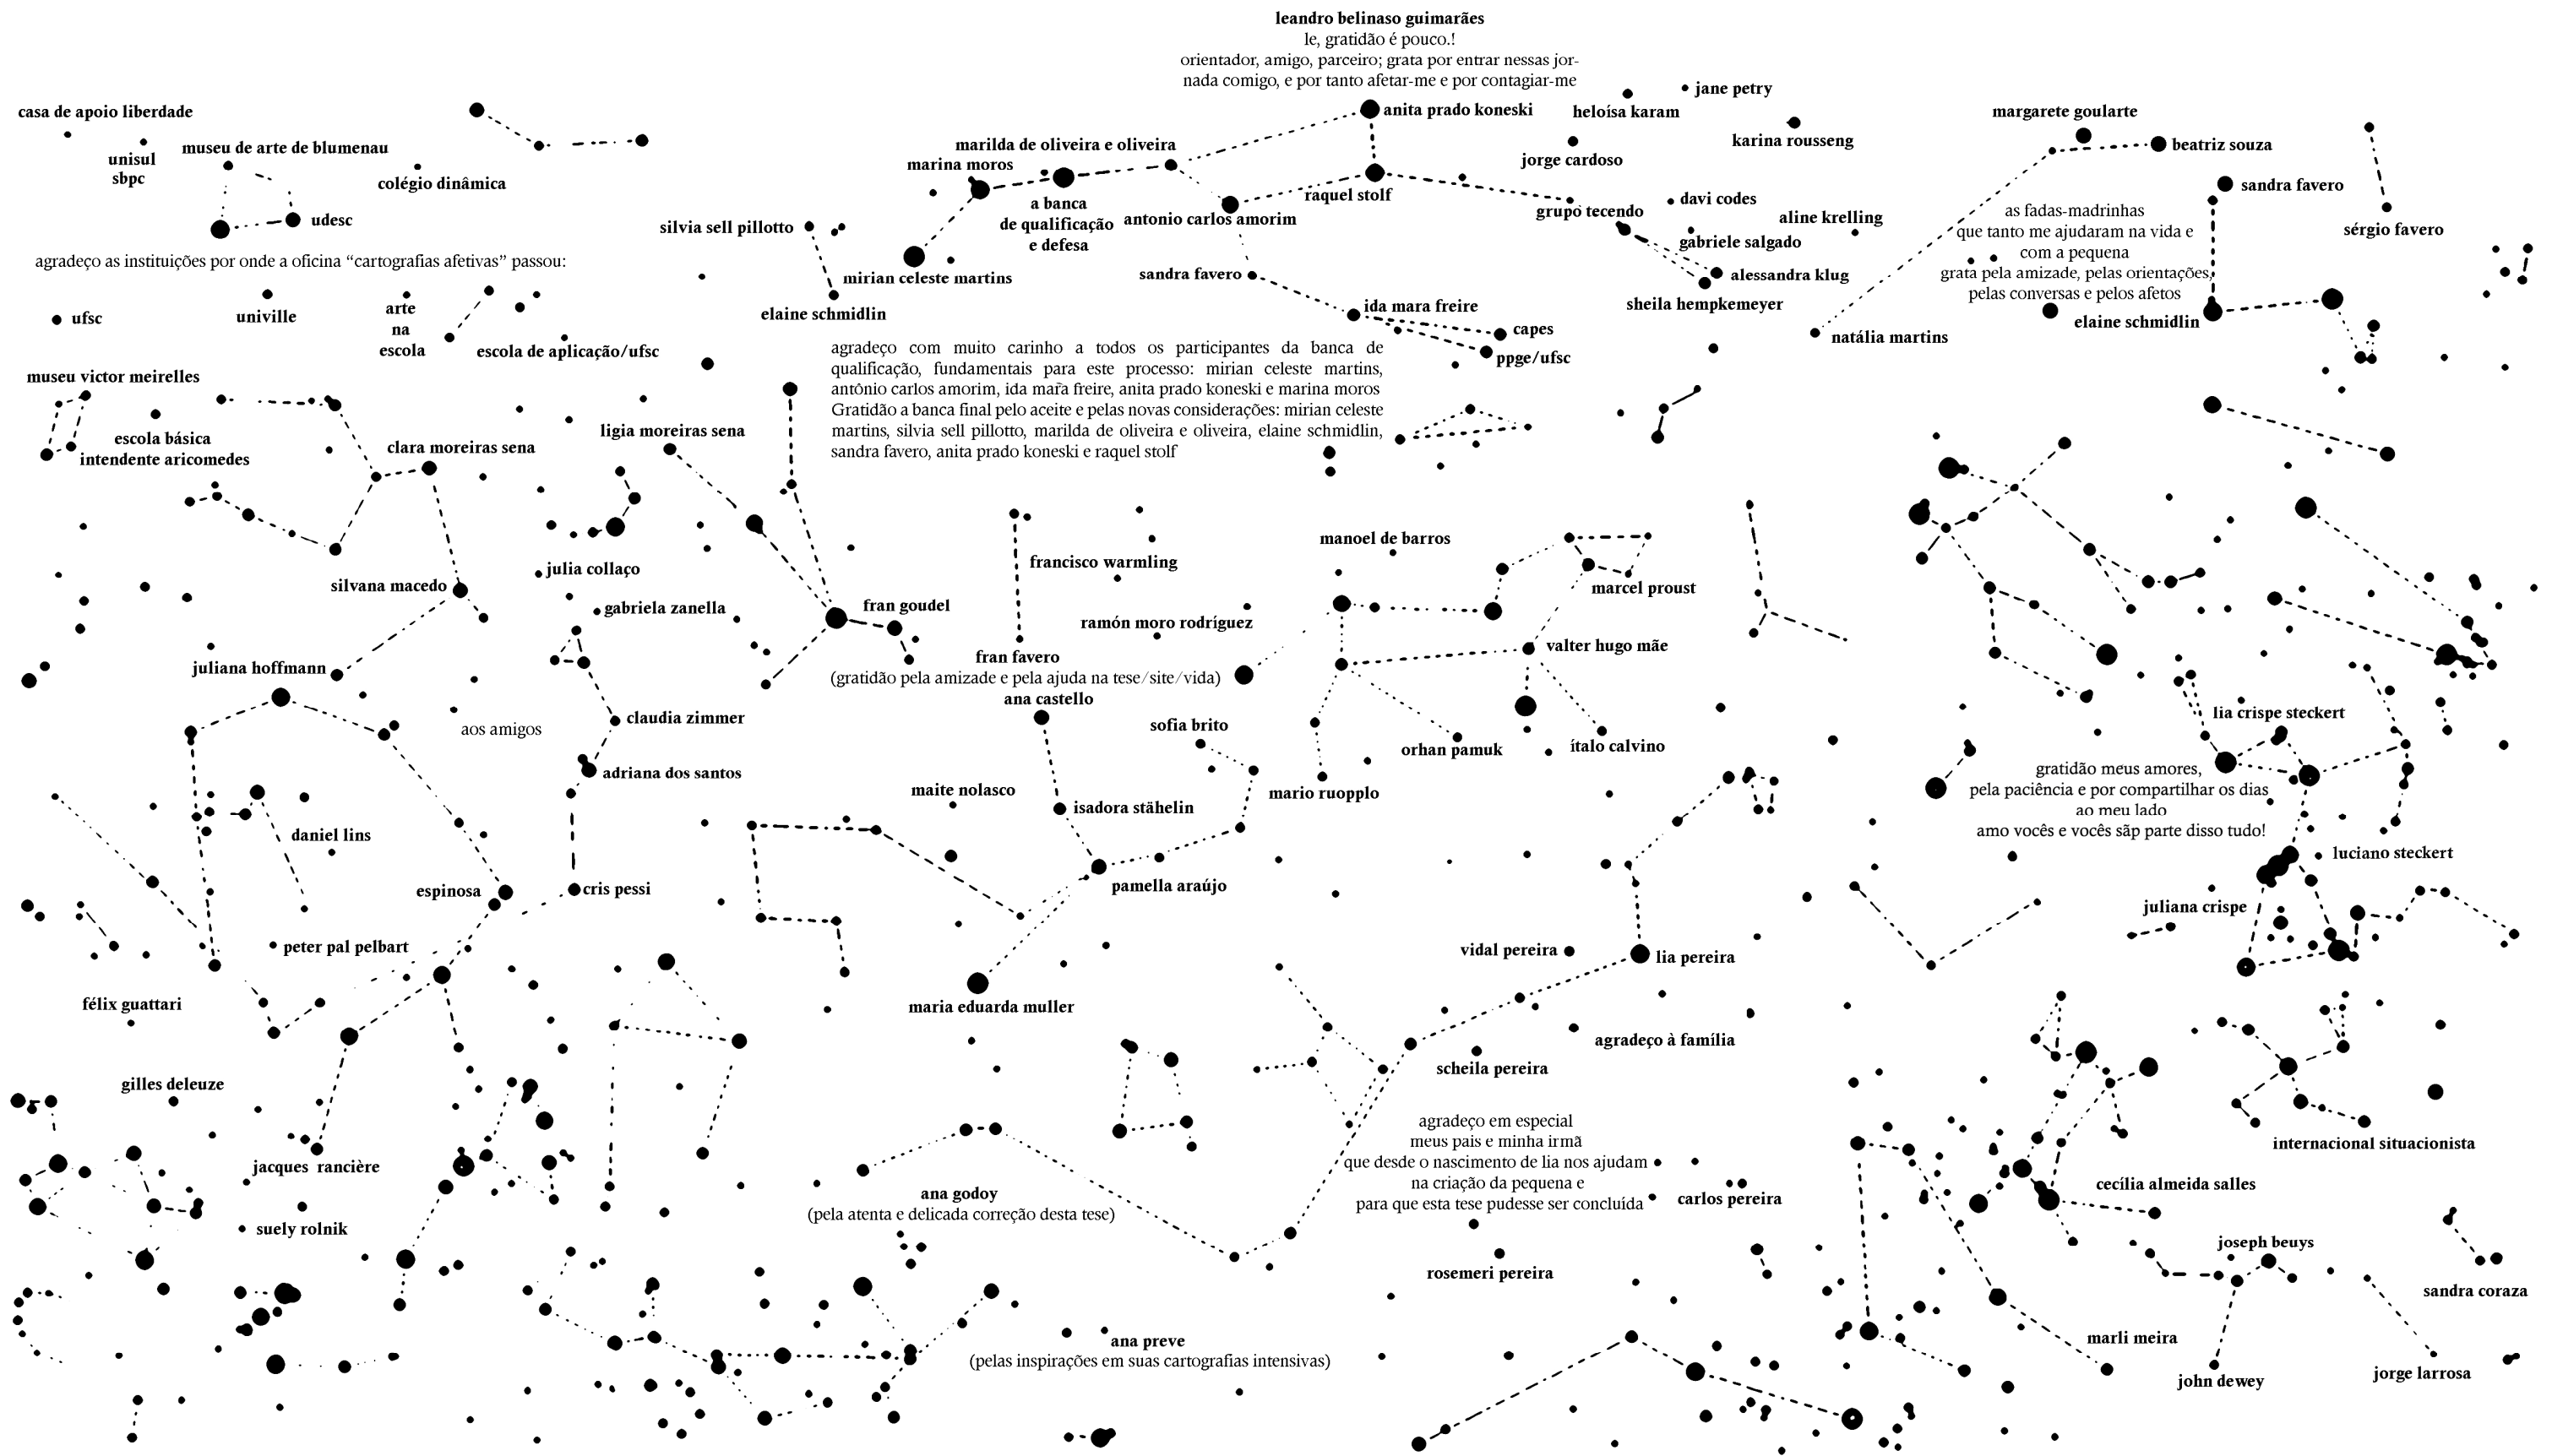 leandro belinaso guimarães
le, gratidão é pouco.!
orientador, amigo, parceiro; grata por entrar nessas jor-
nada comigo, e por tanto afetar-me e por contagiar-me
casa de apoio liberdade
unisul
sbpc
museu de arte de blumenau
colégio dinâmica
udesc
agradeço as instituições por onde a oficina “cartografias afetivas” passou:
ufsc
univille
arte
na
escola
escola de aplicação/ufsc
museu victor meirelles
escola básica
intendente aricomedes
silvia sell pillotto
elaine schmidlin
marilda de oliveira e oliveira
marina moros
a banca
de qualificação
e defesa
mirian celeste martins
anita prado koneski
raquel stolf
antonio carlos amorim
sandra favero
ida mara freire
capes
ppge/ufsc
agradeço com muito carinho a todos os participantes da banca de
qualificação, fundamentais para este processo: mirian celeste martins,
antônio carlos amorim, ida mara freire, anita prado koneski e marina moros
Gratidão a banca final pelo aceite e pelas novas considerações: mirian celeste
martins, silvia sell pillotto, marilda de oliveira e oliveira, elaine schmidlin,
sandra favero, anita prado koneski e raquel stolf
heloísa karam
jane petry
karina rousseng
jorge cardoso
grupo tecendo
davi codes
aline krelling
gabriele salgado
alessandra klug
sheila hempkemeyer
margarete goularte
beatriz souza
sandra favero
sérgio favero
as fadas-madrinhas
que tanto me ajudaram na vida e
com a pequena
grata pela amizade, pelas orientações,
pelas conversas e pelos afetos
elaine schmidlin
natália martins
clara moreiras sena
ligia moreiras sena
silvana macedo
julia collaço
gabriela zanella
juliana hoffmann
aos amigos
claudia zimmer
adriana dos santos
cris pessi
fran goudel
francisco warmling
ramón moro rodríguez
fran favero
(gratidão pela amizade e pela ajuda na tese/site/vida)
ana castello
sofia brito
maite nolasco
isadora stähelin
pamella araújo
maria eduarda muller
manoel de barros
marcel proust
valter hugo mãe
orhan pamuk
ítalo calvino
mario ruopplo
daniel lins
espinosa
peter pal pelbart
félix guattari
gilles deleuze
jacques rancière
suely rolnik
vidal pereira
lia pereira
agradeço à família
scheila pereira
agradeço em especial
meus pais e minha irmã
que desde o nascimento de lia nos ajudam
na criação da pequena e
para que esta tese pudesse ser concluída
carlos pereira
rosemeri pereira
ana godoy
(pela atenta e delicada correção desta tese)
ana preve
(pelas inspirações em suas cartografias intensivas)
lia crispe steckert
gratidão meus amores,
pela paciência e por compartilhar os dias
ao meu lado
amo vocês e vocês sãp parte disso tudo!
luciano steckert
juliana crispe
internacional situacionista
cecília almeida salles
joseph beuys
sandra coraza
marli meira
john dewey
jorge larrosa